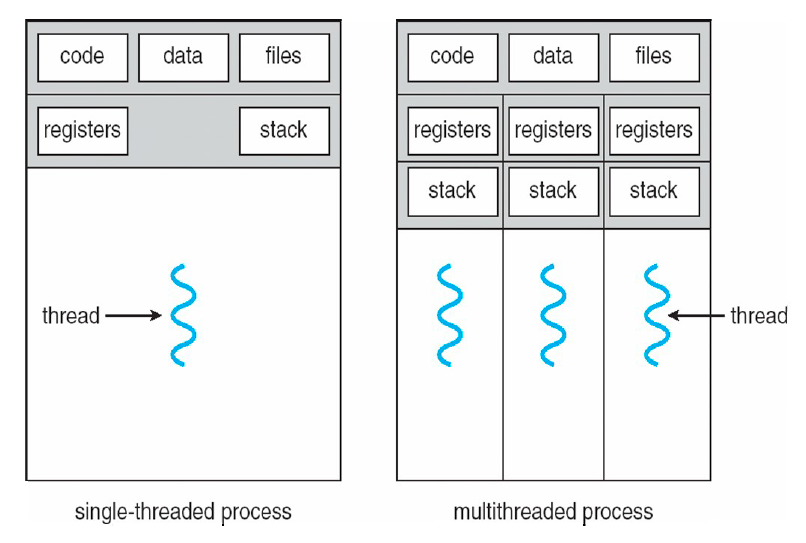 code data files
registers stack
thread
single-threaded process
code data files
registers registers registers
stack stack stack
thread
multithreaded process